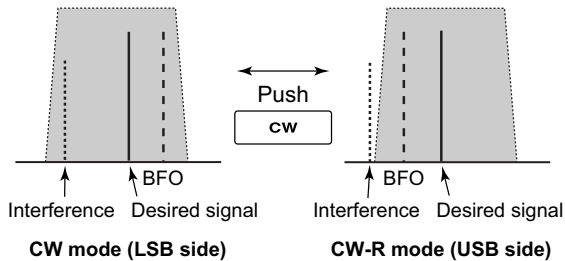 Push
CW
BFO
BFO
Interference Desired signal
Interference Desired signal
CW mode (LSB side)
CW-R mode (USB side)